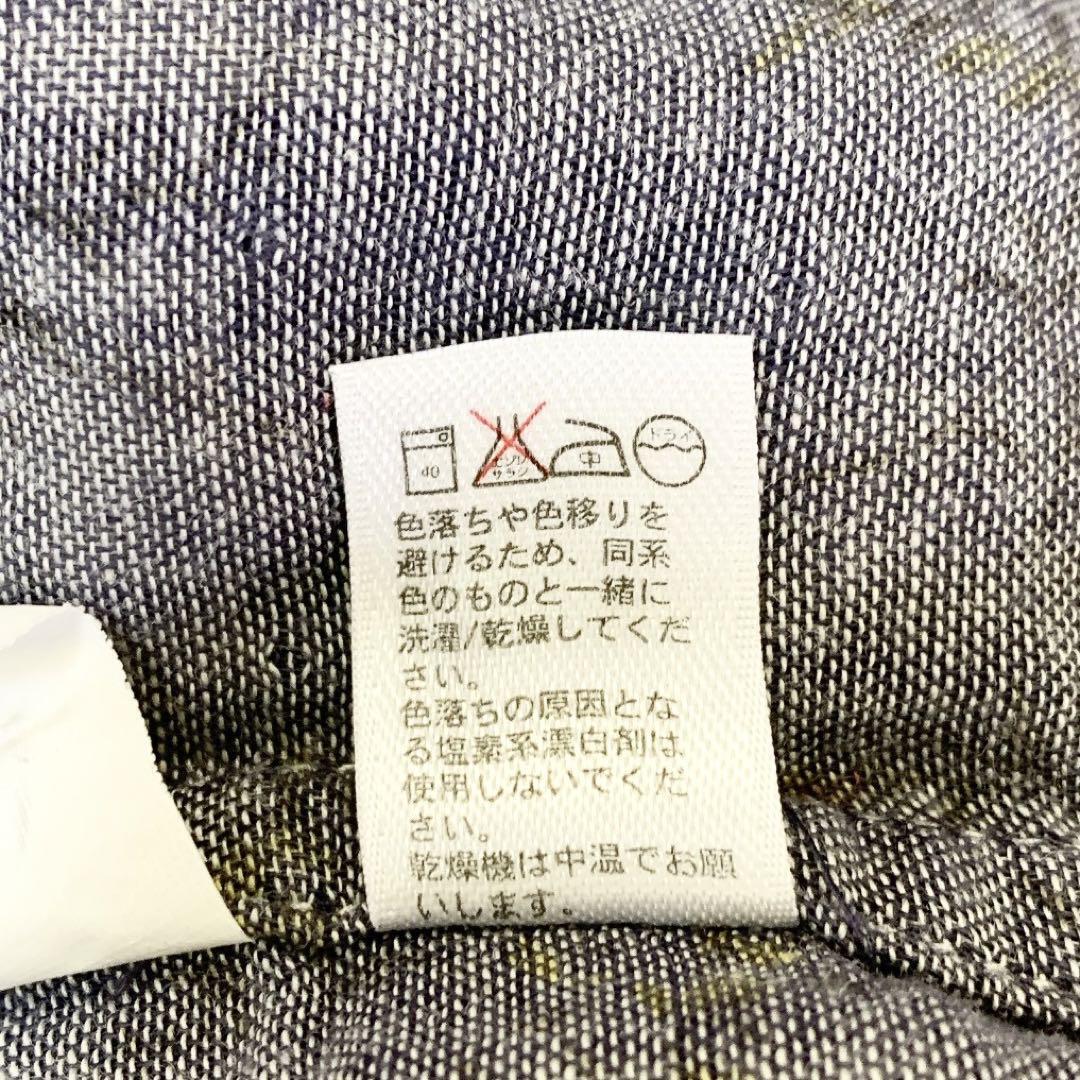 40 エンソ サラシ 中 ドライ
色落ちや色移りを
避けるため、同系
色のものと一緒に
洗濯/乾燥してくだ
さい。
色落ちの原因とな
る塩素系漂白剤は
使用しないでくだ
さい。
乾燥機は中温でお願
いします。